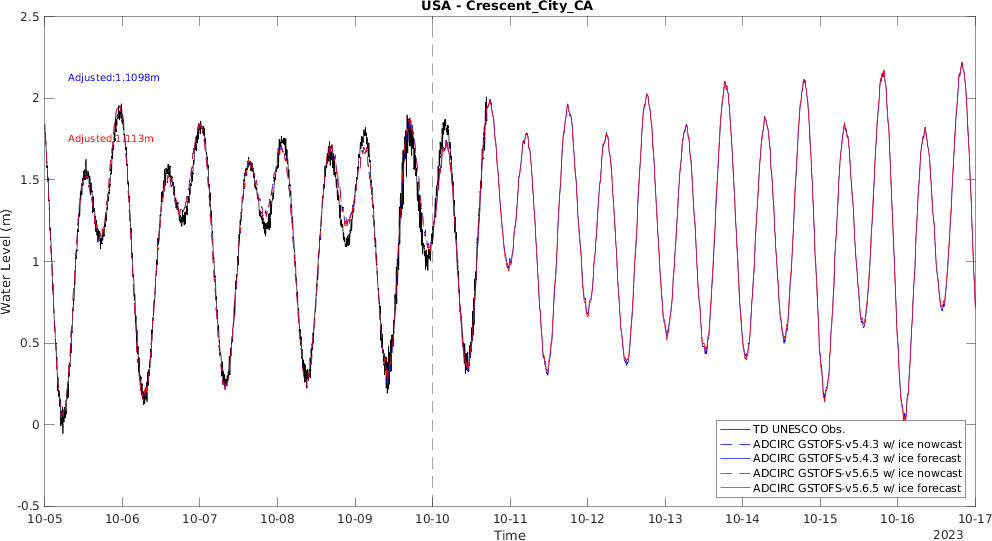 USA - Crescent_City_CA
2.5
2
1.5
1
0.5
0
-0.5
Water Level (m)
Adjusted:1.1098m
Adjusted:1.113m
TD UNESCO Obs.
ADCIRC GSTOFS-v5.4.3 w/ ice nowcast
ADCIRC GSTOFS-v5.4.3 w/ ice forecast
ADCIRC GSTOFS-v5.6.5 w/ ice nowcast
ADCIRC GSTOFS-v5.6.5 w/ ice forecast
10-05 10-06 10-07 10-08 10-09 10-10 10-11 10-12 10-13 10-14 10-15 10-16 10-17
Time
2023